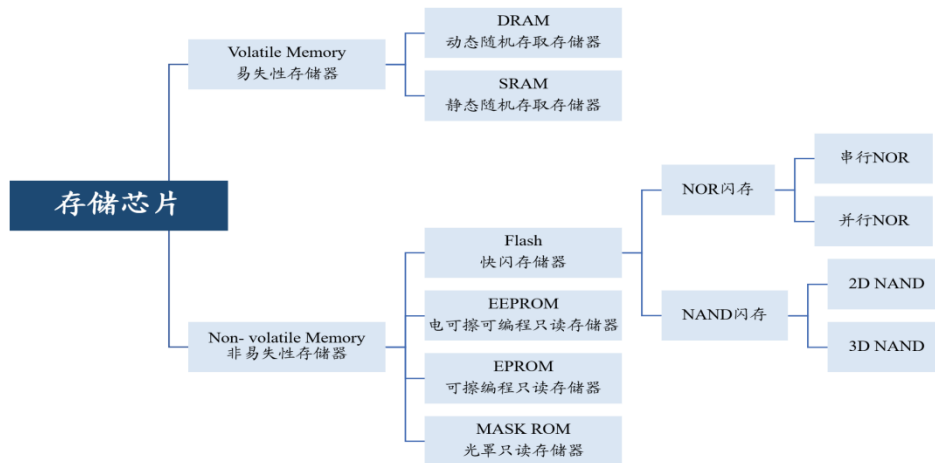 存储芯片
Volatile Memory
易失性存储器
DRAM
动态随机存取存储器
SRAM
静态随机存取存储器
Non- volatile Memory
非易失性存储器
Flash
快闪存储器
EEPROM
电可擦可编程只读存储器
EPROM
可擦编程只读存储器
MASK ROM
光罩只读存储器
NOR闪存
串行NOR
并行NOR
NAND闪存
2D NAND
3D NAND